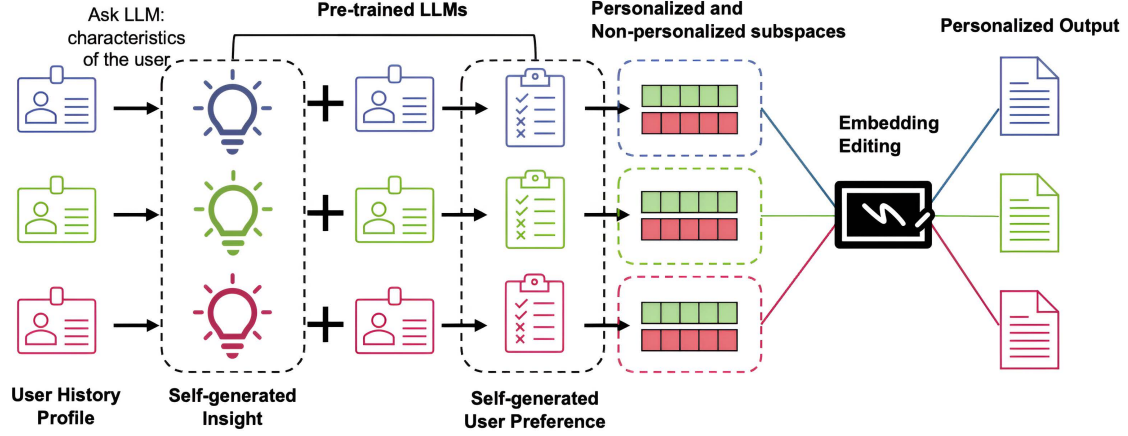 Ask LLM:
characteristics
of the user
Pre-trained LLMs
Personalized and
Non-personalized subspaces
Personalized Output
Embedding
Editing
User History
Profile
Self-generated
Insight
Self-generated
User Preference